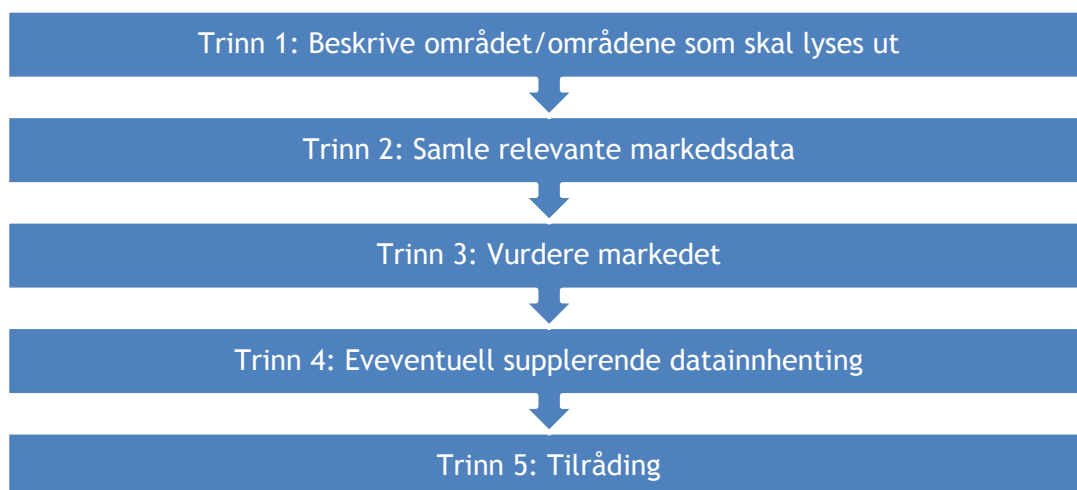 Trinn 1: Beskrive området/områdene som skal lyses ut
Trinn 2: Samle relevante markedsdata
Trinn 3: Vurdere markedet
Trinn 4: Eveventuell supplerende datainnhenting
Trinn 5: Tilråding